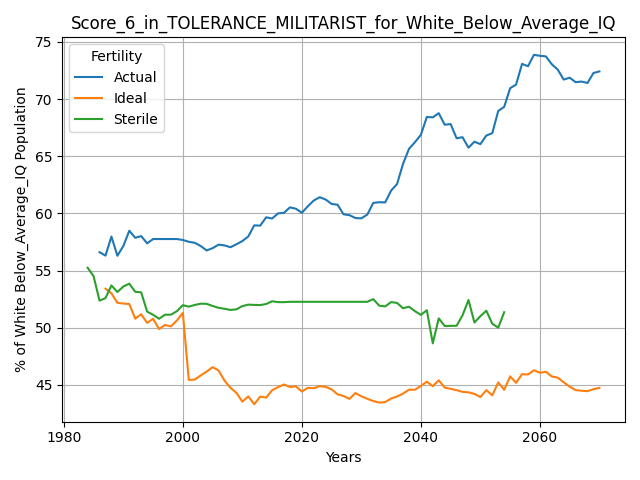 Score_6_in_TOLERANCE_MILITARIST_for_White_Below_Average_IQ
% of White Below_Average_IQ Population
75
70
65
60
55
50
45
Fertility
Actual
Ideal
Sterile
1980
2000
2020
2040
2060
Years